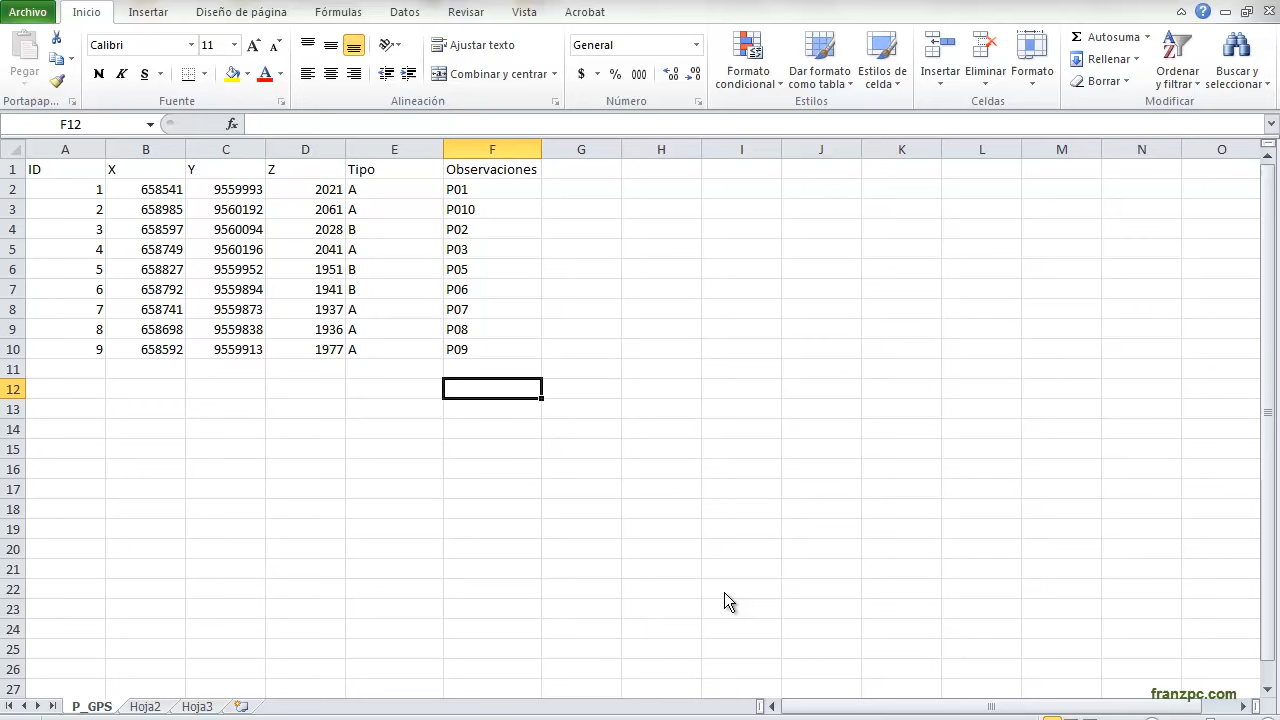 Archivo Inicio Insertar Diseño de página Fórmulas Datos Revisar Vista Acrobat
Pegar
Portapap...
Calibri 11
N K S
Fuente
Ajustar texto
Combinar y centrar
Alineación
General
$ % 000
Número
Formato condicional
Dar formato como tabla
Estilos de celda
Estilos
Insertar Eliminar Formato
Celdas
Autosuma
Rellenar
Borrar
Ordenar y filtrar
Buscar y seleccionar
Modificar
F12 fx
A B C D E F G H I J K L M N O
1 ID X Y Z Tipo Observaciones
2 1 658541 9559993 2021 A P01
3 2 658985 9560192 2061 A P010
4 3 658597 9560094 2028 B P02
5 4 658749 9560196 2041 A P03
6 5 658827 9559952 1951 B P05
7 6 658792 9559894 1941 B P06
8 7 658741 9559873 1937 A P07
9 8 658698 9559838 1936 A P08
10 9 658592 9559913 1977 A P09
11
12
13
14
15
16
17
18
19
20
21
22
23
24
25
26
27
P_GPS Hoja2 Hoja3
franzpc.com